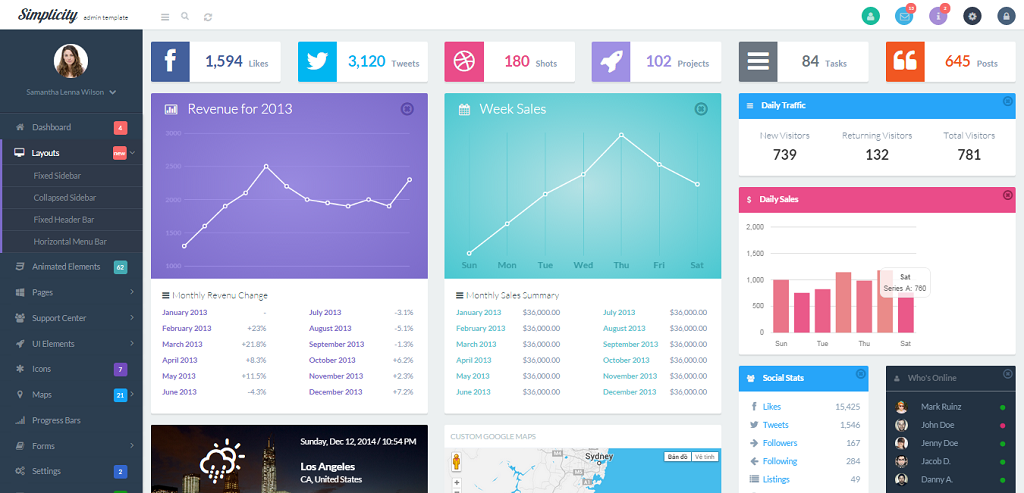 Simplicity admin template
12
2
Samantha Lenna Wilson
Dashboard 4
Layouts new
Fixed Sidebar
Collapsed Sidebar
Fixed Header Bar
Horizontal Menu Bar
Animated Elements 62
Pages
Support Center
UI Elements
Icons 7
Maps 21
Progress Bars
Forms
Settings 2
1,594 Likes
3,120 Tweets
180 Shots
102 Projects
84 Tasks
645 Posts
Revenue for 2013
3000
2500
2000
1500
1000
Monthly Revenu Change
January 2013 - July 2013 -3.1%
February 2013 +23% August 2013 -5.1%
March 2013 +21.8% September 2013 -1.3%
April 2013 +8.3% October 2013 +6.2%
May 2013 +11.5% November 2013 +2.3%
June 2013 -4.3% December 2013 +7.2%
Week Sales
Sun Mon Tue Wed Thu Fri Sat
Monthly Sales Summary
January 2013 $36,000.00 July 2013 $36,000.00
February 2013 $36,000.00 August 2013 $36,000.00
March 2013 $36,000.00 September 2013 $36,000.00
April 2013 $36,000.00 October 2013 $36,000.00
May 2013 $36,000.00 November 2013 $36,000.00
June 2013 $36,000.00 December 2013 $36,000.00
Daily Traffic
New Visitors Returning Visitors Total Visitors
739 132 781
$ Daily Sales
2,000
1,000
1,000
500
0
Sun Tue Thu Sat
Sat
Series A: 760
Sunday, Dec 12, 2014 / 10:54 PM
Los Angeles
CA, United States
CUSTOM GOOGLE MAPS
Sydney
Bản đồ Vệ tinh
Social Stats
Likes 15,425
Tweets 1,546
Followers 167
Following 284
Listings 49
Who's Online
Mark Ruinz
John Doe
Jenny Doe
Jacob D.
Danny A.